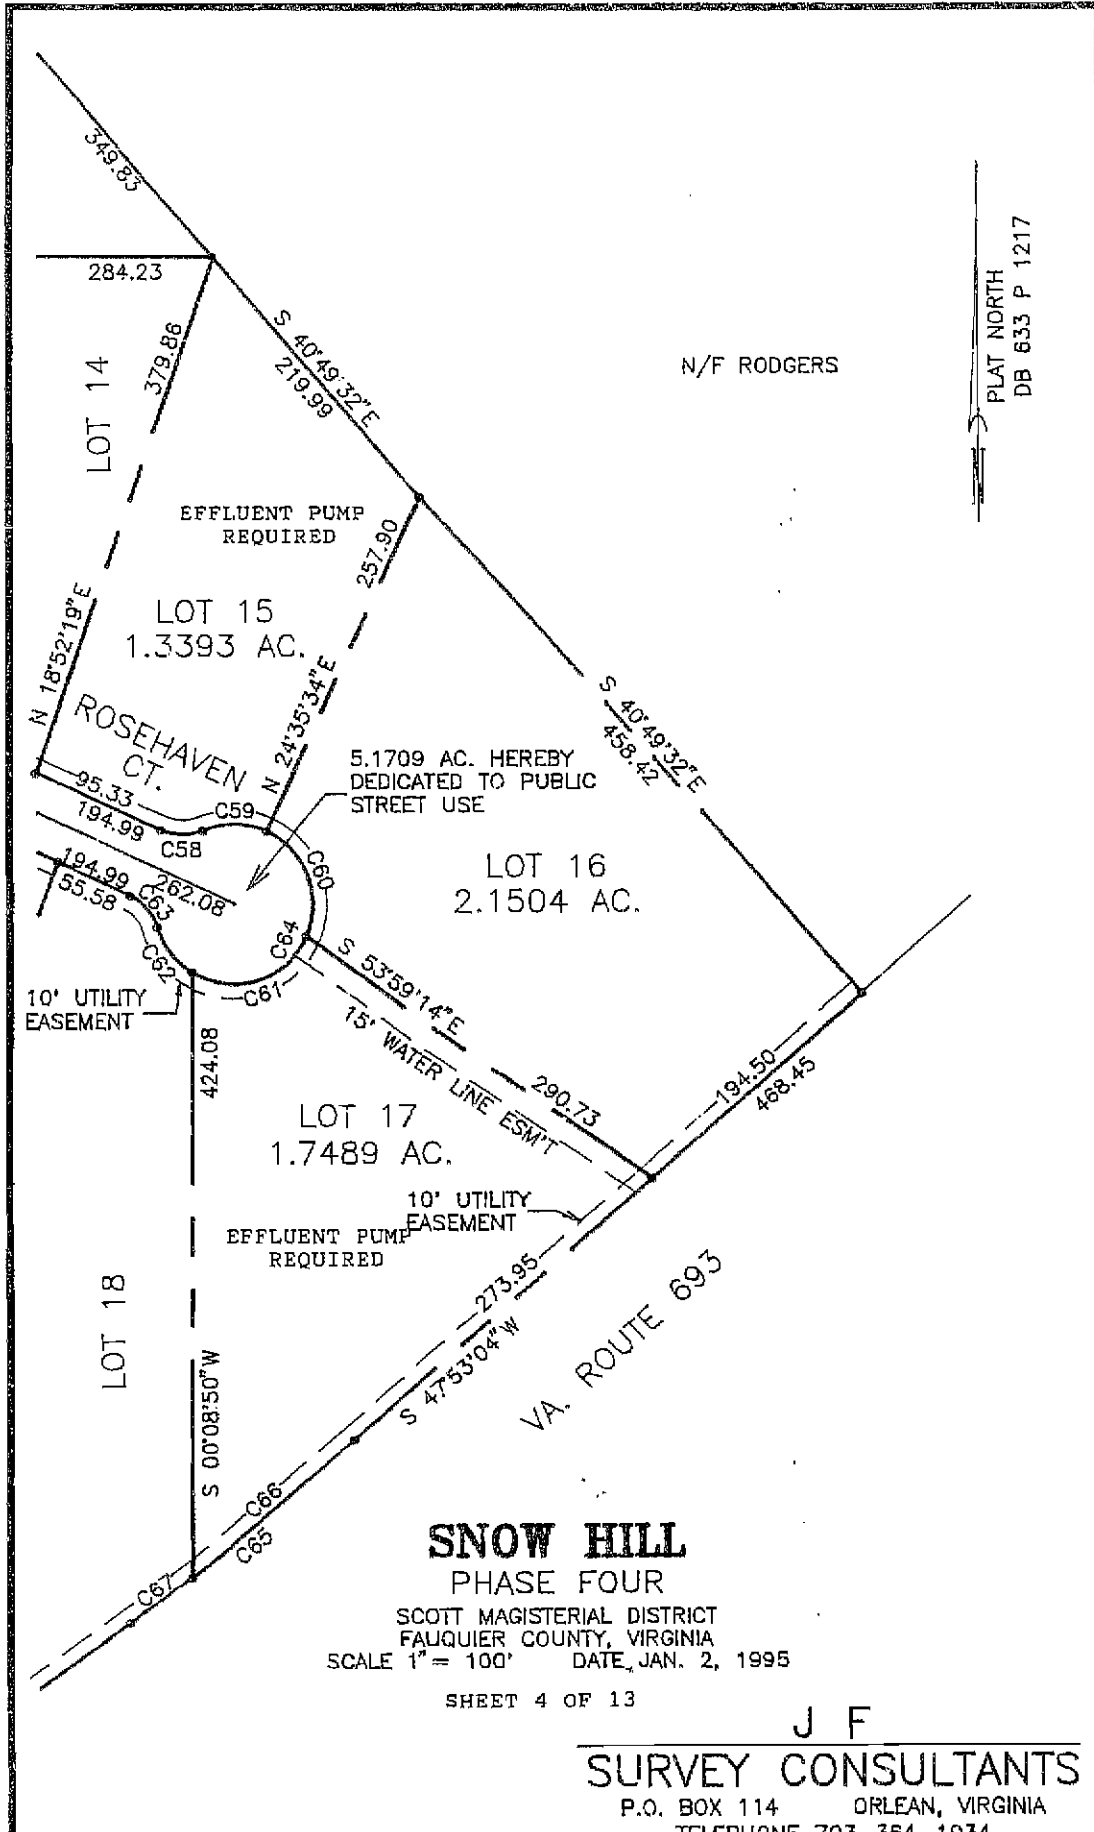 349.83
284.23
379.86
LOT 14
S 40°49'32"E
219.99
N/F RODGERS
PLAT NORTH
DB 633 P 1217
EFFLUENT PUMP
REQUIRED
257.90
LOT 15
1.3393 AC.
N 18°52'19"E
N 24°35'34"E
ROSEHAVEN
CT.
S 40°49'32"E
458.42
5.1709 AC. HEREBY
DEDICATED TO PUBLIC
STREET USE
95.33
194.99
C59
C58
C60
LOT 16
2.1504 AC.
194.99
55.58
262.08
C63
C64
C62
C61
10' UTILITY
EASEMENT
S 53°59'14"E
290.73
15' WATER LINE ESM'T
424.08
LOT 17
1.7489 AC.
194.50
468.45
10' UTILITY
EASEMENT
EFFLUENT PUMP
REQUIRED
273.95
S 47°53'04"W
VA. ROUTE 693
LOT 18
S 00°08'50"W
C66
C65
C67
SNOW HILL
PHASE FOUR
SCOTT MAGISTERIAL DISTRICT
FAUQUIER COUNTY, VIRGINIA
SCALE 1" = 100' DATE, JAN. 2, 1995
SHEET 4 OF 13
J F
SURVEY CONSULTANTS
P.O. BOX 114 ORLEAN, VIRGINIA
TELEPHONE 703 364 1034